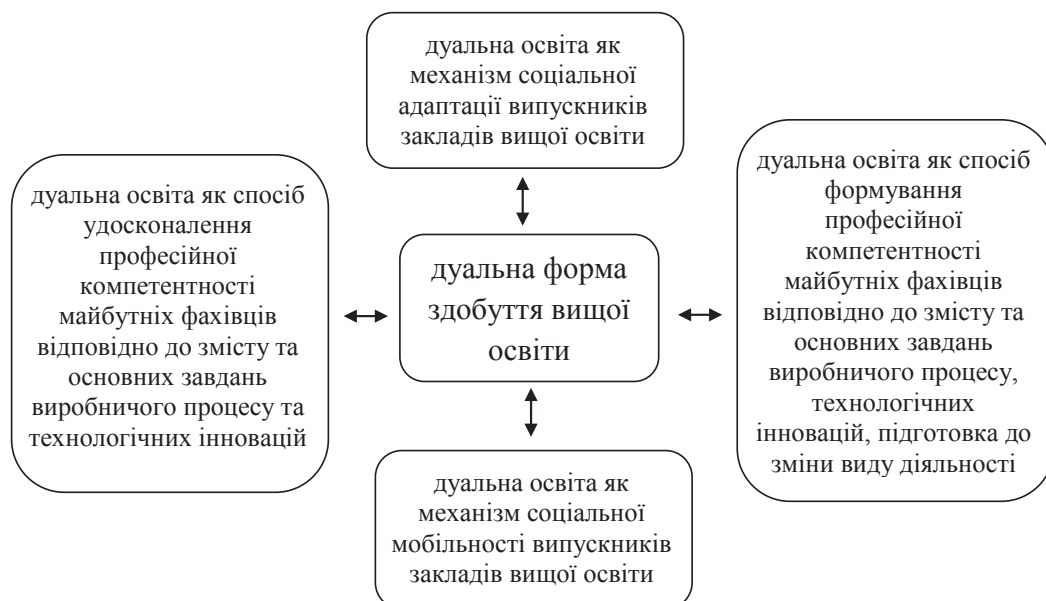 дуальна освіта як
механізм соціальної
адаптації випускників
закладів вищої освіти
дуальна освіта як спосіб
удосконалення
професійної
компетентності
майбутніх фахівців
відповідно до змісту та
основних завдань
виробничого процесу та
технологічних інновацій
дуальна форма
здобуття вищої
освіти
дуальна освіта як спосіб
формування
професійної
компетентності
майбутніх фахівців
відповідно до змісту та
основних завдань
виробничого процесу,
технологічних
інновацій, підготовка до
зміни виду діяльності
дуальна освіта як
механізм соціальної
мобільності випускників
закладів вищої освіти